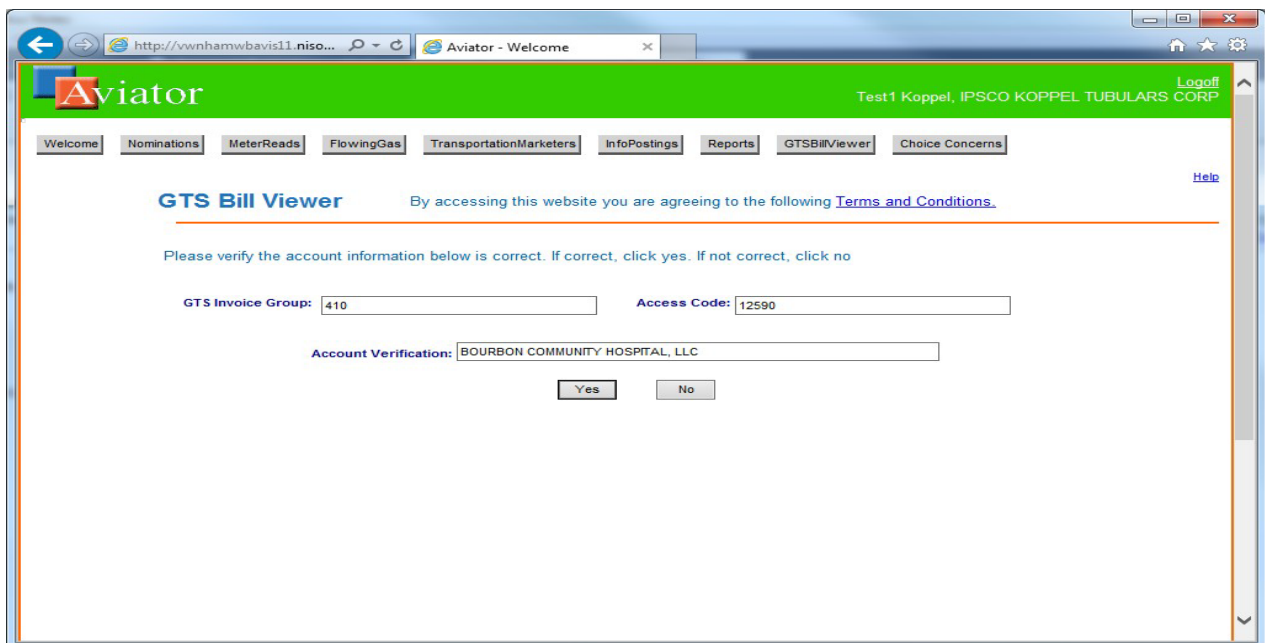 http://vwnhamwbavis11.niso...
Aviator - Welcome
Aviator
Logoff
Test1 Koppel, IPSCO KOPPEL TUBULARS CORP
Welcome Nominations MeterReads FlowingGas TransportationMarketers InfoPostings Reports GTSBillViewer Choice Concerns
Help
GTS Bill Viewer By accessing this website you are agreeing to the following Terms and Conditions.
Please verify the account information below is correct. If correct, click yes. If not correct, click no
GTS Invoice Group: 410 Access Code: 12590
Account Verification: BOURBON COMMUNITY HOSPITAL, LLC
Yes No